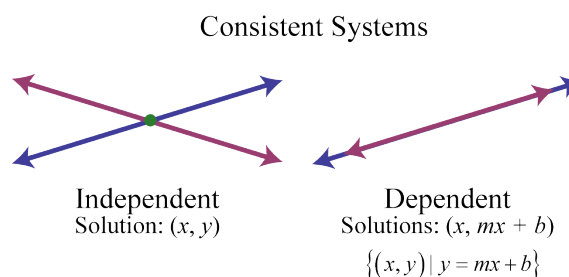 Consistent Systems
Independent
Solution: (x, y)
Dependent
Solutions: (x, mx + b)
{(x, y) | y = mx + b}